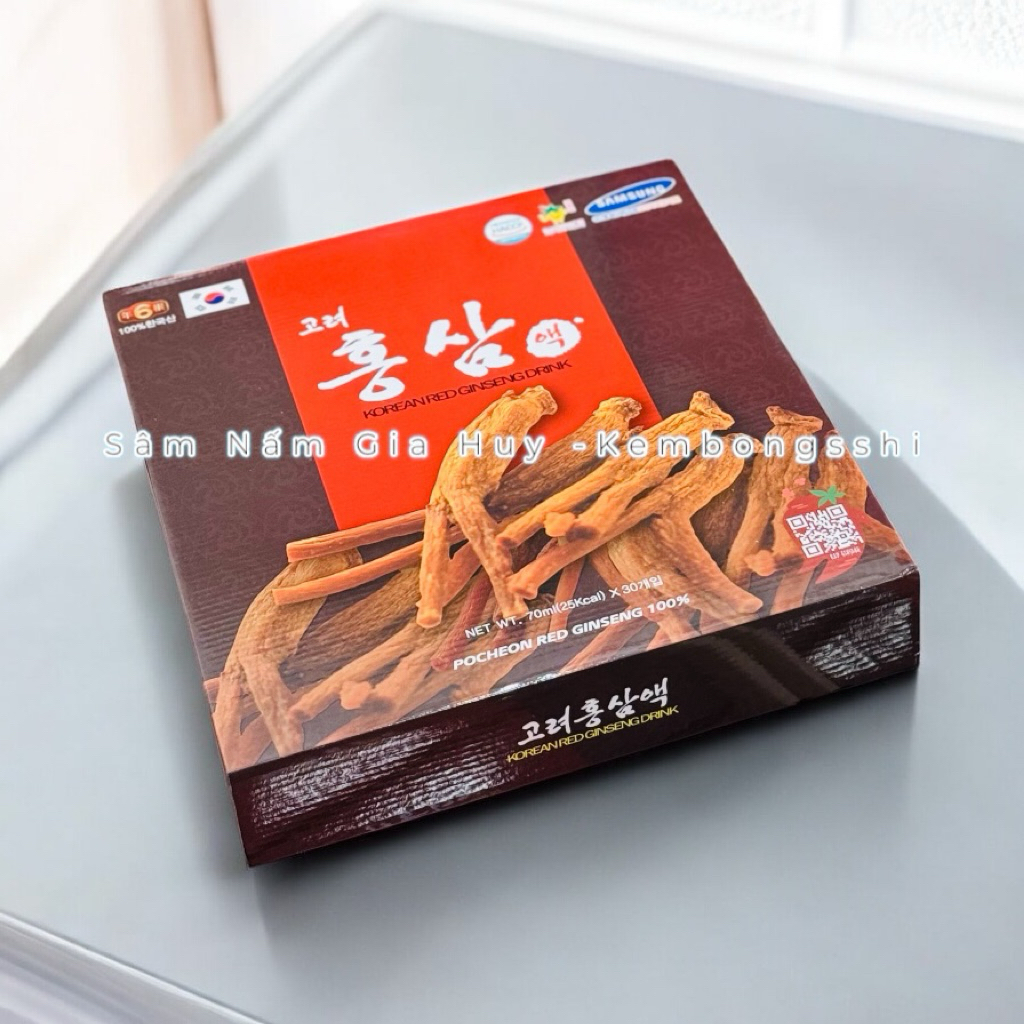 SAMSUNG
年6根
100%한국산
고려
홍삼액
KOREAN RED GINSENG DRINK
Sâm Nấm Gia Huy -Kembongsshi
NET WT. 70ml(25Kcal) X 30개입
POCHEON RED GINSENG 100%
고려홍삼액
KOREAN RED GINSENG DRINK